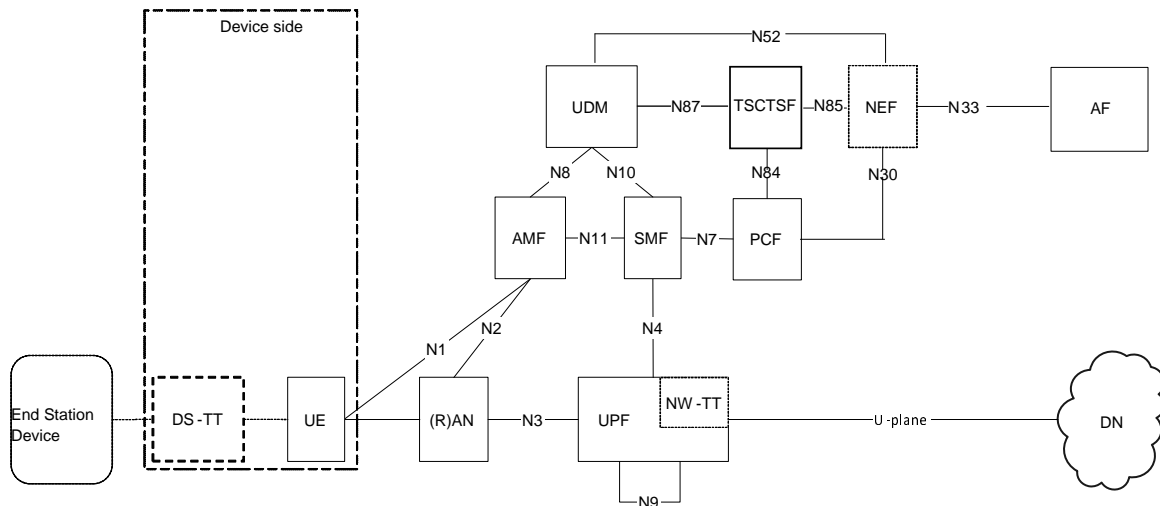 Device side
N52
UDM
N87
TSCTSF
N85
NEF
N33
AF
N8
N10
N84
N30
AMF
N11
SMF
N7
PCF
N1
N2
N4
End Station
Device
DS-TT
UE
(R)AN
N3
UPF
NW-TT
U-plane
DN
N9